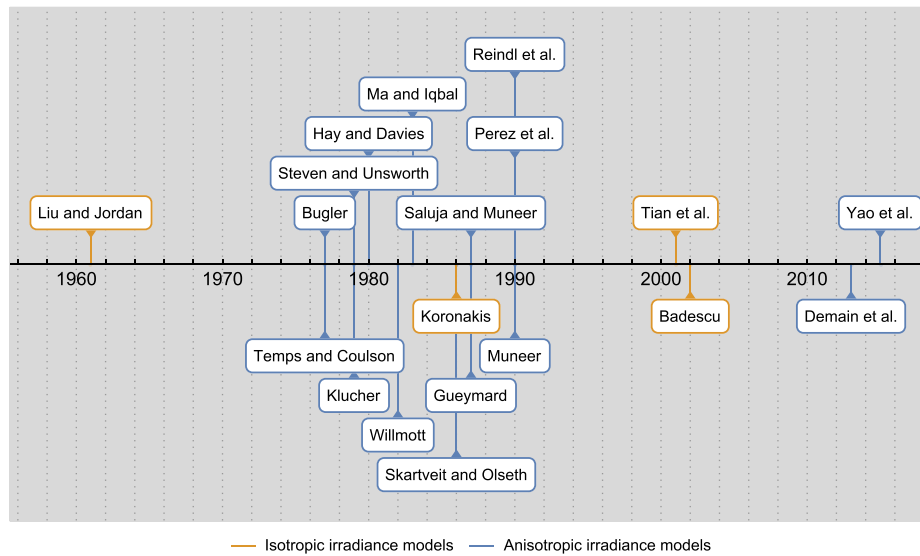 Reindl et al.
Ma and Iqbal
Hay and Davies
Perez et al.
Steven and Unsworth
Liu and Jordan
Bugler
Saluja and Muneer
Tian et al.
Yao et al.
1960
1970
1980
1990
2000
2010
Koronakis
Badescu
Demain et al.
Temps and Coulson
Muneer
Klucher
Gueymard
Willmott
Skartveit and Olseth
Isotropic irradiance models
Anisotropic irradiance models